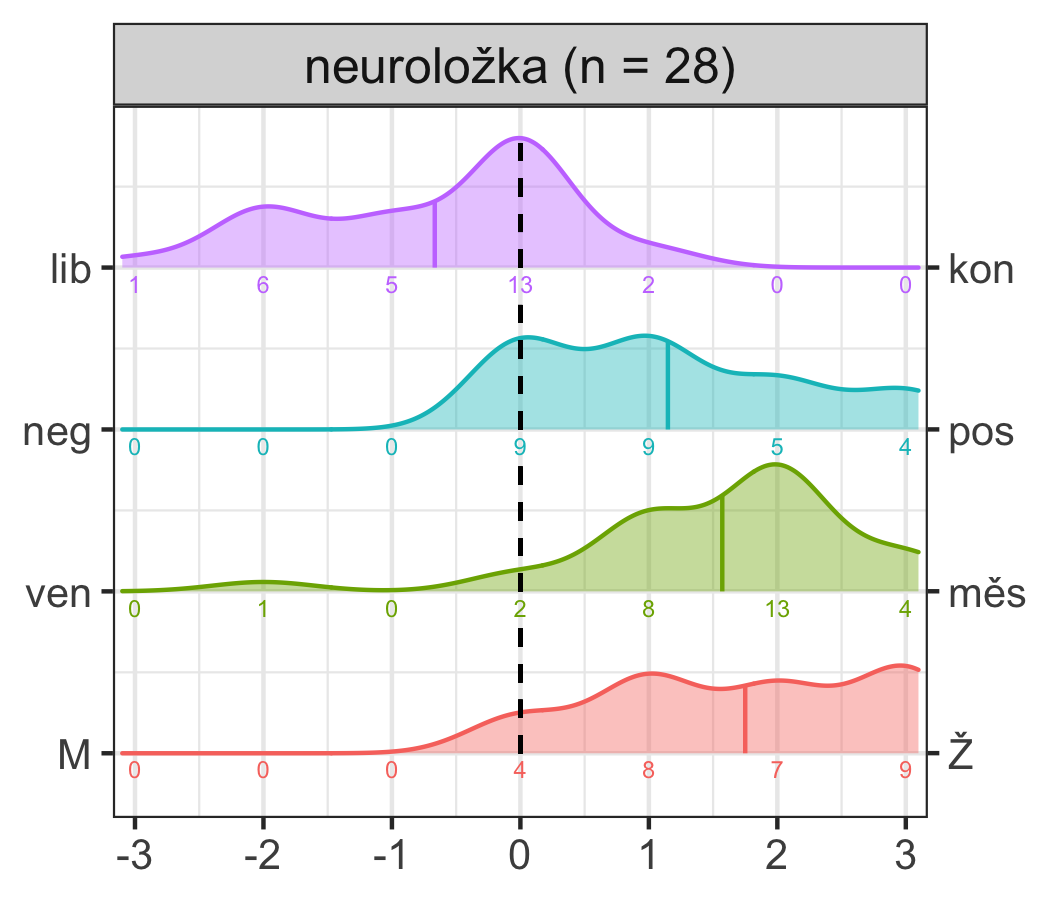 neuroložka (n = 28)
lib kon
1 6 5 13 2 0 0
neg pos
0 0 0 9 9 5 4
ven měs
0 1 0 2 8 13 4
M Ž
0 0 0 4 8 7 9
-3 -2 -1 0 1 2 3